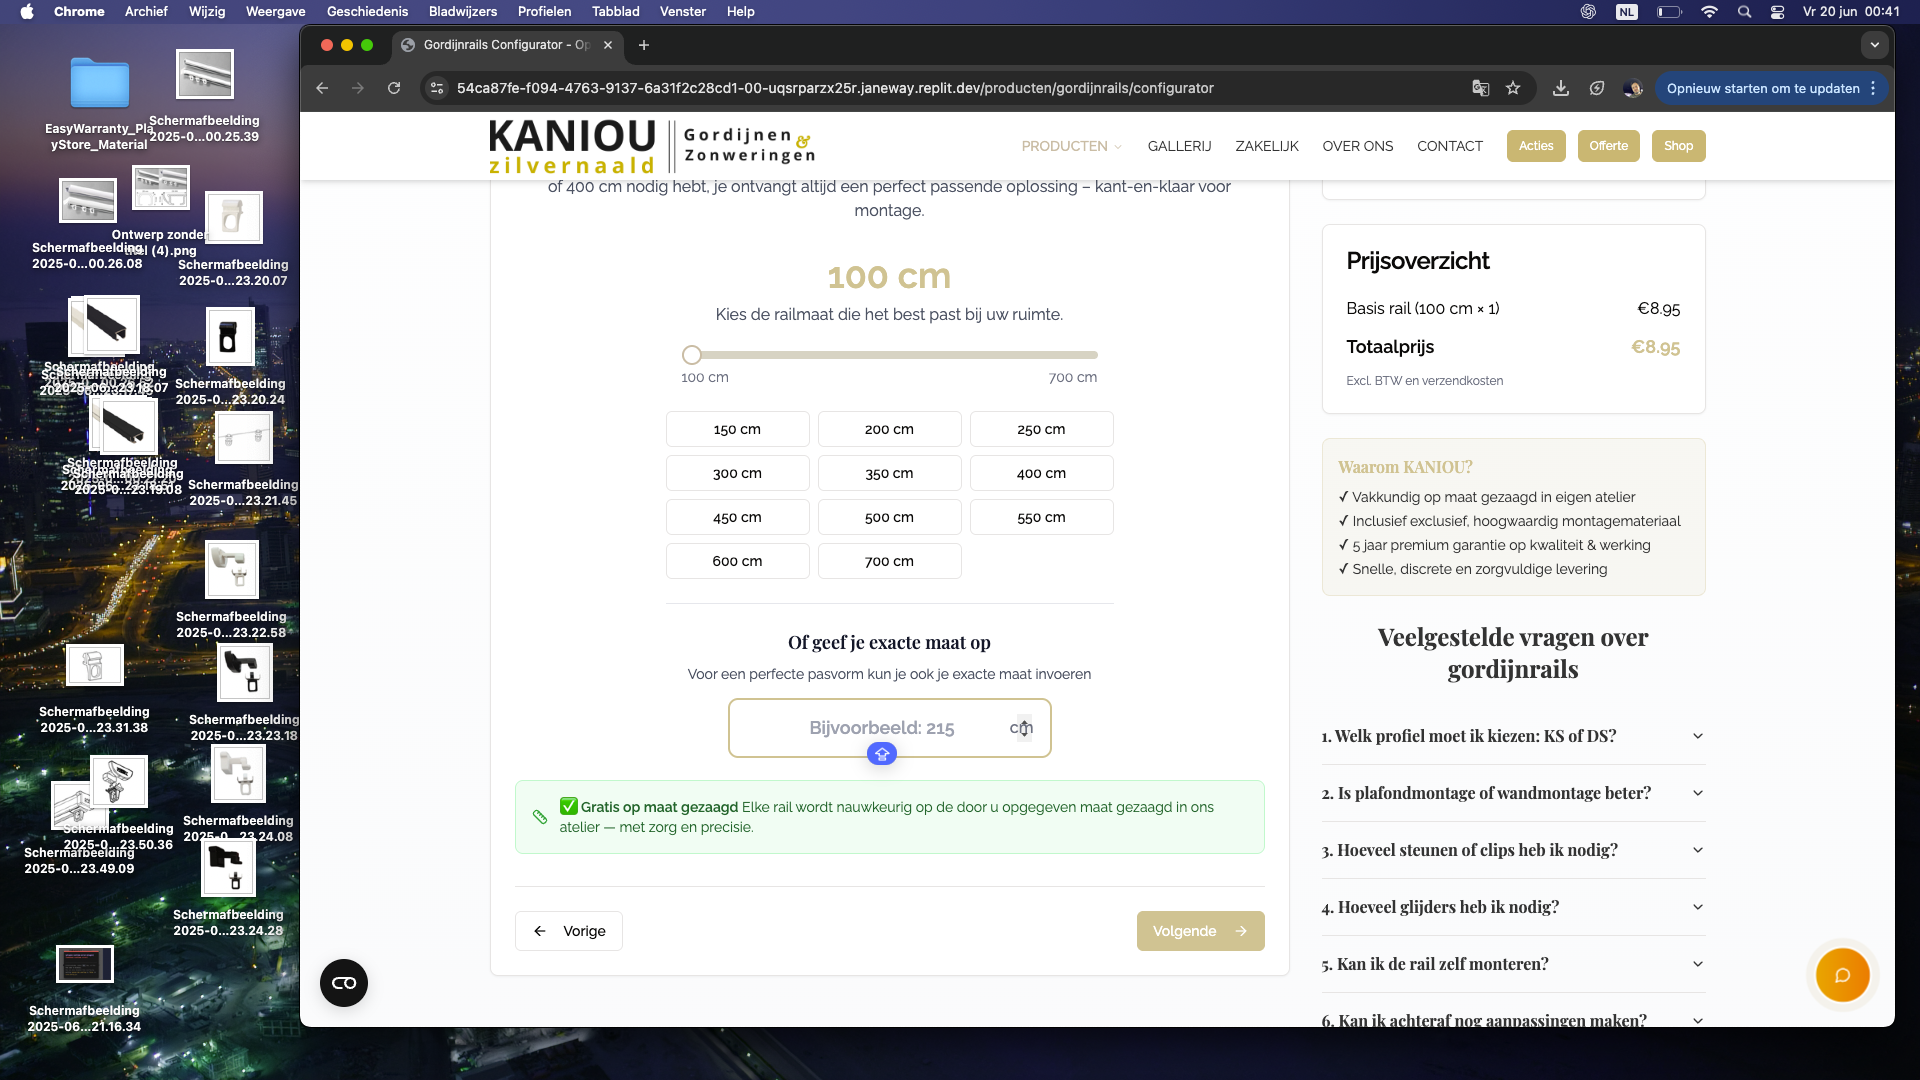 Chrome Archief Wijzig Weergave Geschiedenis Bladwijzers Profielen Tabblad Venster Help
NL Vr 20 jun 00:41
EasyWarranty_Pla
yStore_Material
Schermafbeelding
2025-0...00.25.39
Schermafbeelding
2025-0...00.26.08
Ontwerp zonder
titel (4).png
Schermafbeelding
2025-0...23.20.07
Schermafbeelding
2025-06...23.18.07
Schermafbeelding
2025-0...23.20.24
Schermafbeelding
2025-0...23.19.08
Schermafbeelding
2025-0...23.21.45
Schermafbeelding
2025-0...23.22.58
Schermafbeelding
2025-0...23.31.38
Schermafbeelding
2025-0...23.23.18
Schermafbeelding
2025-0...23.50.36
Schermafbeelding
2025-0...23.24.08
Schermafbeelding
2025-0...23.49.09
Schermafbeelding
2025-0...23.24.28
Schermafbeelding
2025-06...21.16.34
Gordijnrails Configurator - Op
54ca87fe-f094-4763-9137-6a31f2c28cd1-00-uqsrparzx25r.janeway.replit.dev/producten/gordijnrails/configurator
Opnieuw starten om te updaten
KANIOU
zilvernaald
Gordijnen &
Zonweringen
PRODUCTEN GALLERIJ ZAKELIJK OVER ONS CONTACT Acties Offerte Shop
of 400 cm nodig hebt, je ontvangt altijd een perfect passende oplossing – kant-en-klaar voor
montage.
100 cm
Kies de railmaat die het best past bij uw ruimte.
100 cm 700 cm
150 cm 200 cm 250 cm
300 cm 350 cm 400 cm
450 cm 500 cm 550 cm
600 cm 700 cm
Of geef je exacte maat op
Voor een perfecte pasvorm kun je ook je exacte maat invoeren
Bijvoorbeeld: 215 cm
✅ Gratis op maat gezaagd Elke rail wordt nauwkeurig op de door u opgegeven maat gezaagd in ons
atelier — met zorg en precisie.
← Vorige
Volgende →
Prijsoverzicht
Basis rail (100 cm × 1) €8.95
Totaalprijs €8.95
Excl. BTW en verzendkosten
Waarom KANIOU?
✓ Vakkundig op maat gezaagd in eigen atelier
✓ Inclusief exclusief, hoogwaardig montagemateriaal
✓ 5 jaar premium garantie op kwaliteit & werking
✓ Snelle, discrete en zorgvuldige levering
Veelgestelde vragen over
gordijnrails
1. Welk profiel moet ik kiezen: KS of DS?
2. Is plafondmontage of wandmontage beter?
3. Hoeveel steunen of clips heb ik nodig?
4. Hoeveel glijders heb ik nodig?
5. Kan ik de rail zelf monteren?
6. Kan ik achteraf nog aanpassingen maken?